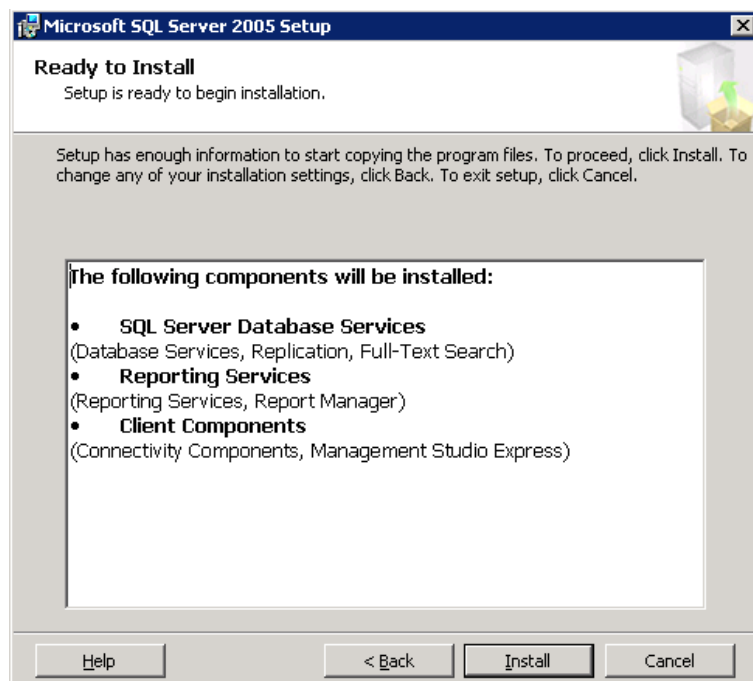 Microsoft SQL Server 2005 Setup
Ready to Install
Setup is ready to begin installation.
Setup has enough information to start copying the program files. To proceed, click Install. To
change any of your installation settings, click Back. To exit setup, click Cancel.
The following components will be installed:
• SQL Server Database Services
(Database Services, Replication, Full-Text Search)
• Reporting Services
(Reporting Services, Report Manager)
• Client Components
(Connectivity Components, Management Studio Express)
Help
< Back
Install
Cancel